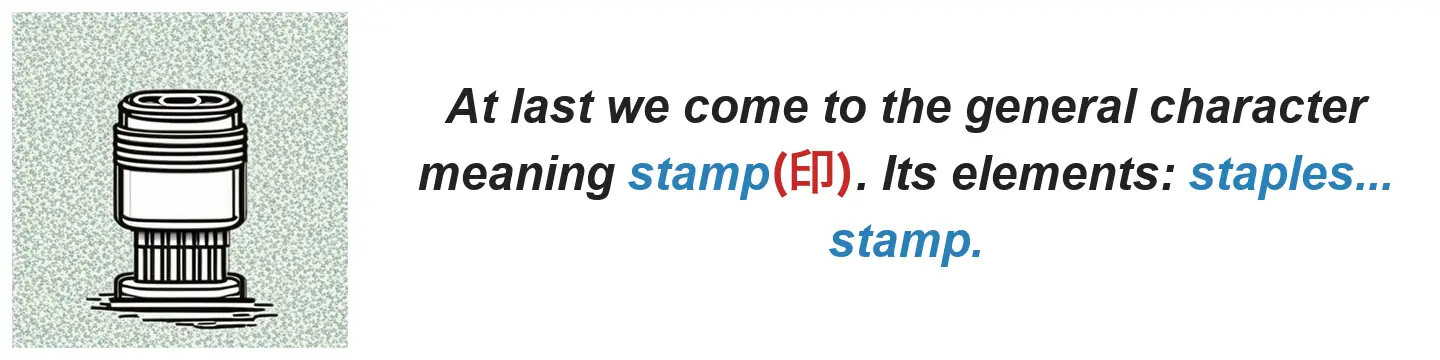 At last we come to the general character
meaning stamp(印). Its elements: staples...
stamp.